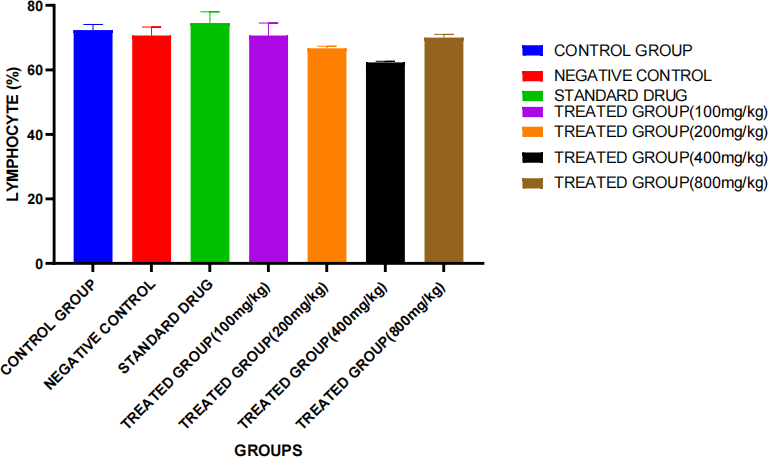 80
60
40
20
0
LYMPHOCYTE (%)
CONTROL GROUP
NEGATIVE CONTROL
STANDARD DRUG
TREATED GROUP(100mg/kg)
TREATED GROUP(200mg/kg)
TREATED GROUP(400mg/kg)
TREATED GROUP(800mg/kg)
GROUPS
CONTROL GROUP
NEGATIVE CONTROL
STANDARD DRUG
TREATED GROUP(100mg/kg)
TREATED GROUP(200mg/kg)
TREATED GROUP(400mg/kg)
TREATED GROUP(800mg/kg)